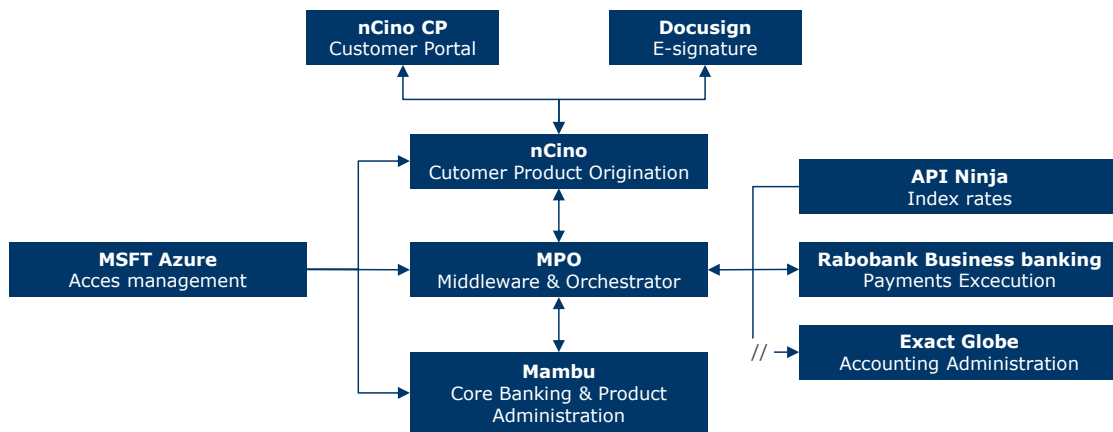 nCino CP
Customer Portal
Docusign
E-signature
nCino
Cutomer Product Origination
API Ninja
Index rates
MSFT Azure
Acces management
MPO
Middleware & Orchestrator
Rabobank Business banking
Payments Excecution
//
Exact Globe
Accounting Administration
Mambu
Core Banking & Product
Administration